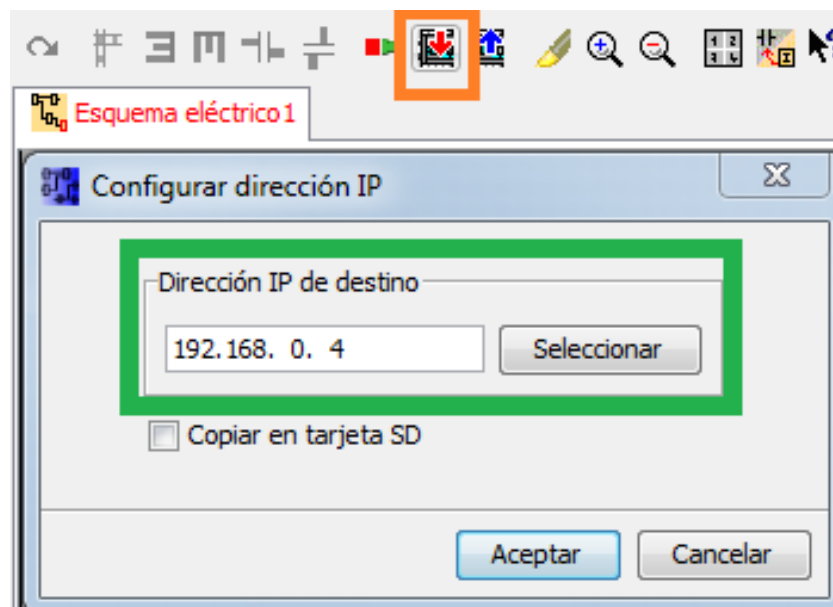 Esquema eléctrico1
Configurar dirección IP
Dirección IP de destino
192.168. 0. 4
Seleccionar
Copiar en tarjeta SD
Aceptar
Cancelar